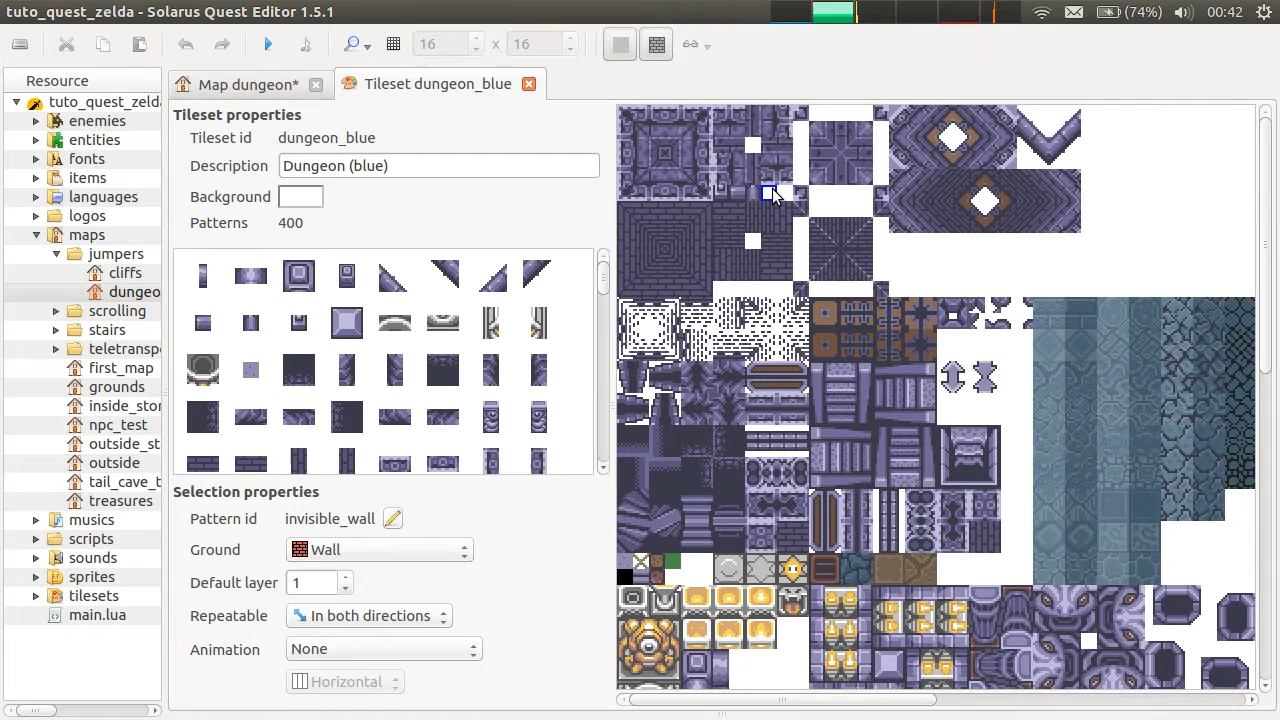 tuto_quest_zelda - Solarus Quest Editor 1.5.1
(74%)
00:42
16 x 16
Resource
Map dungeon*
Tileset dungeon_blue
tuto_quest_zelda
enemies
entities
fonts
items
languages
logos
maps
jumpers
cliffs
dungeo
scrolling
stairs
teletransp
first_map
grounds
inside_stor
npc_test
outside_st
outside
tail_cave_t
treasures
musics
scripts
sounds
sprites
tilesets
main.lua
Tileset properties
Tileset id dungeon_blue
Description Dungeon (blue)
Background
Patterns 400
Selection properties
Pattern id invisible_wall
Ground Wall
Default layer 1
Repeatable In both directions
Animation None
Horizontal